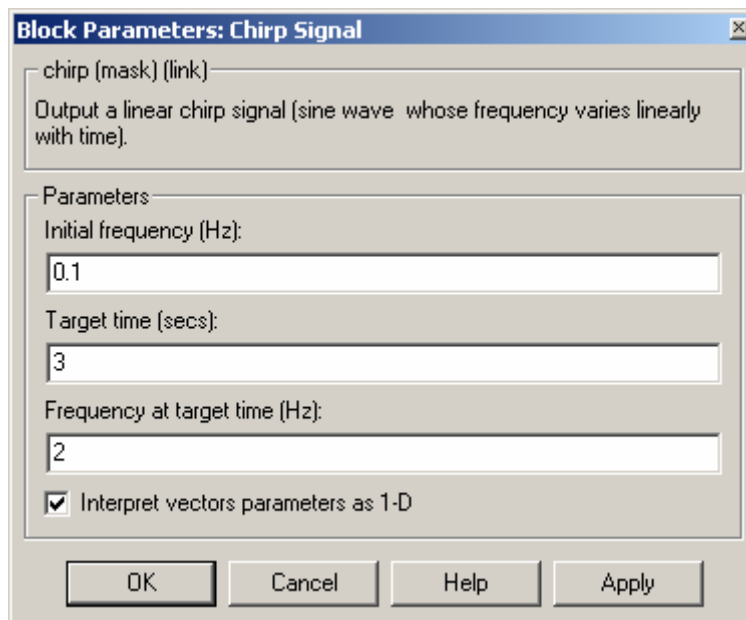 Block Parameters: Chirp Signal
chirp (mask) (link)
Output a linear chirp signal (sine wave  whose frequency varies linearly
with time).
Parameters
Initial frequency (Hz):
0.1
Target time (secs):
3
Frequency at target time (Hz):
2
Interpret vectors parameters as 1-D
OK Cancel Help Apply